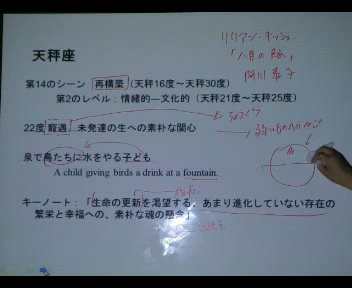 天秤座
リリアン・ギッシュ
「八月の鯨」
第14のシーン 再構築（天秤16度〜天秤30度）
第2のレベル：情緒的―文化的（天秤21度〜天秤25度）
22度 寵遇、未発達の生への素朴な関心
ちょうぐう
泉で鳥たちに水をやる子ども
A child giving birds a drink at a fountain.
キーノート：「生命の更新を渇望する、あまり進化していない存在の
繁栄と幸福への、素朴な魂の懸念」